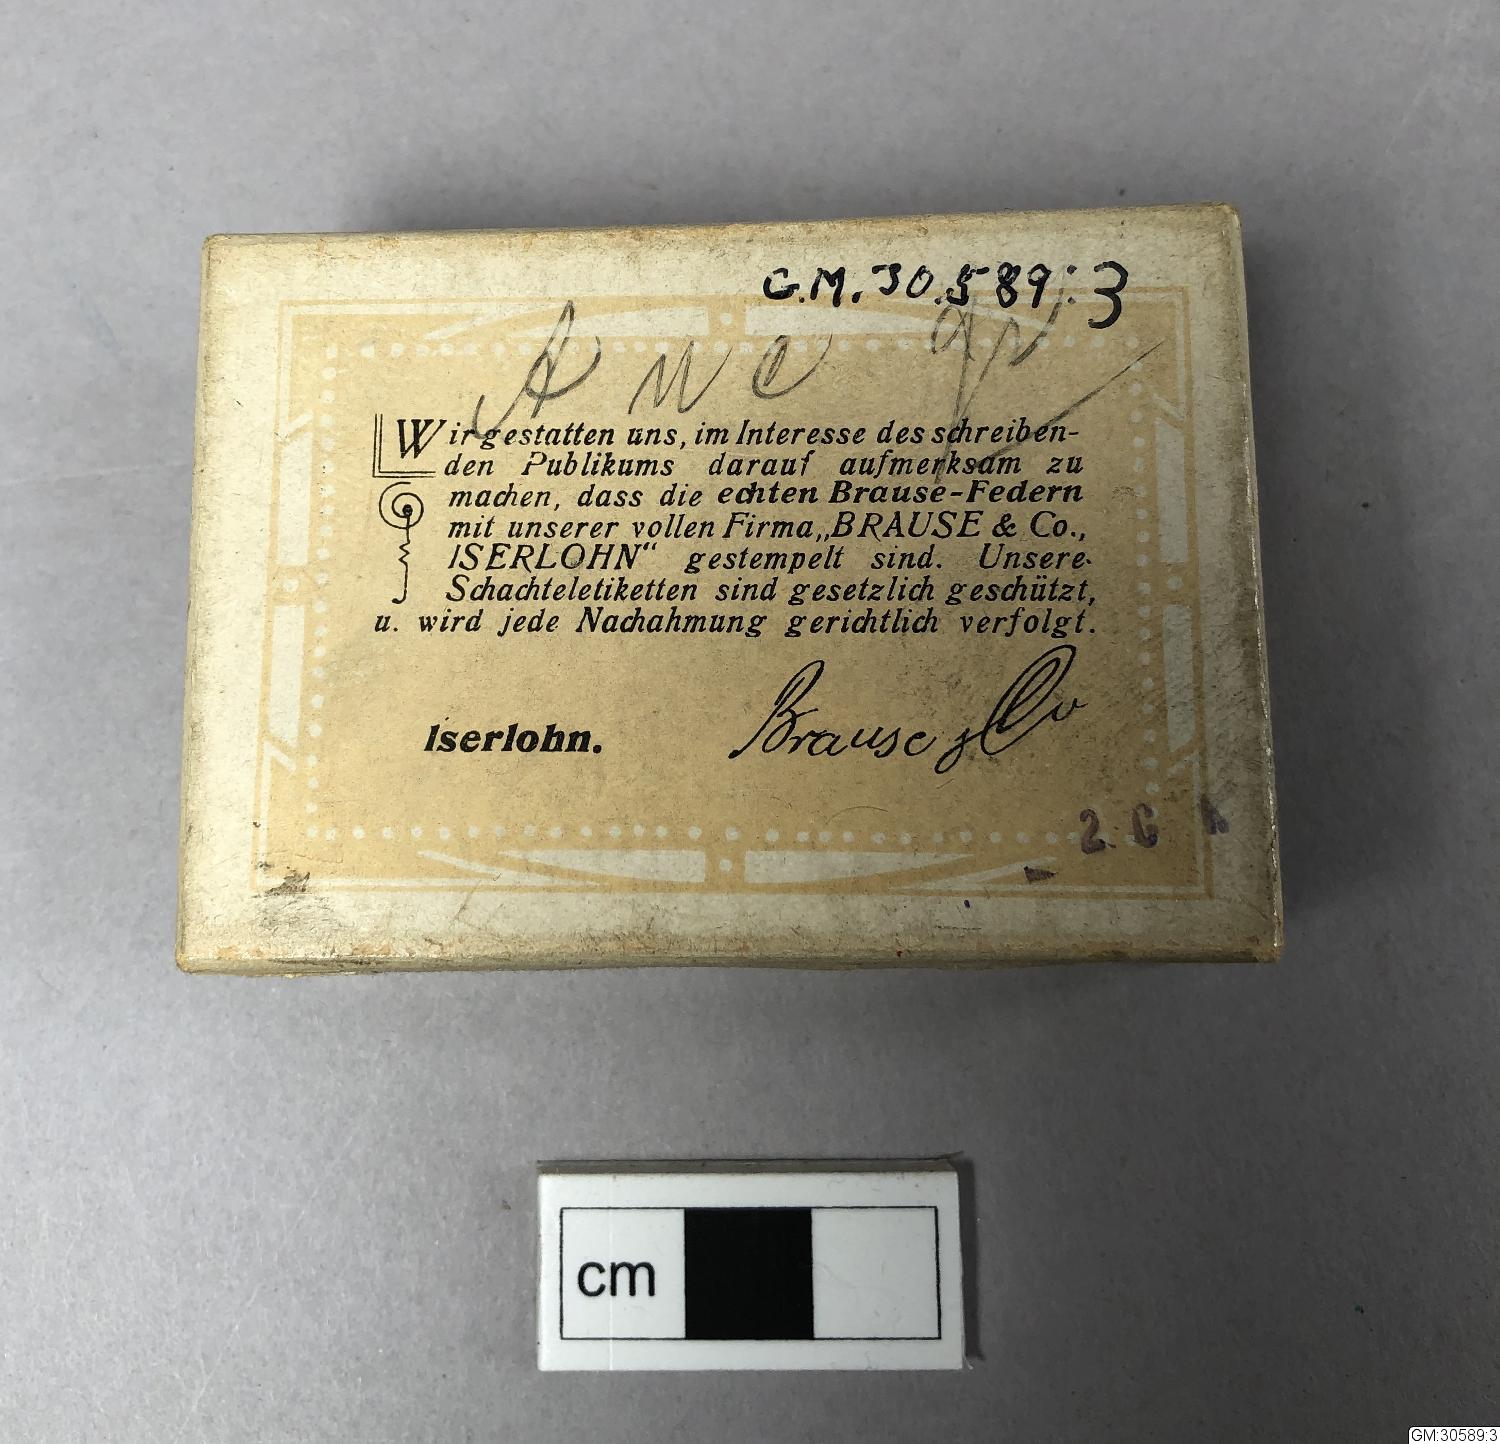 G.M.30.589:3
Wir gestatten uns, im Interesse des schreiben-
den Publikums darauf aufmerksam zu
machen, dass die echten Brause-Federn
mit unserer vollen Firma „BRAUSE & Co.,
ISERLOHN“ gestempelt sind. Unsere
Schachteletiketten sind gesetzlich geschützt,
u. wird jede Nachahmung gerichtlich verfolgt.
Iserlohn. Brause & Co
cm
GM:30589:3